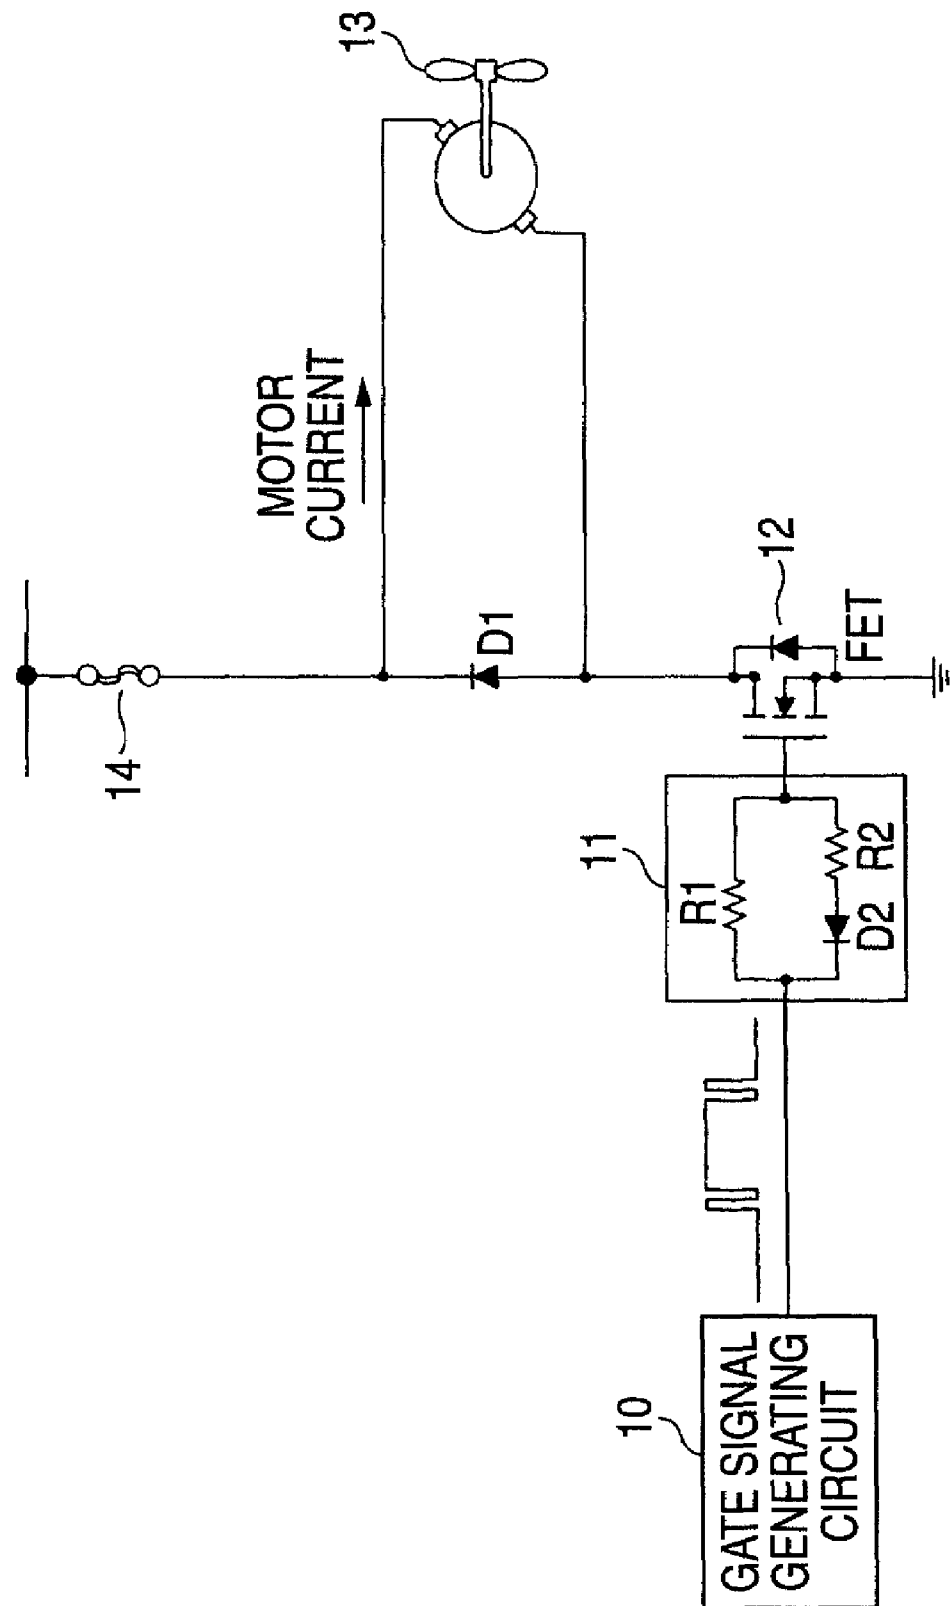 13
MOTOR
CURRENT
14
D1
12
FET
11
R1
D2
R2
10
GATE SIGNAL
GENERATING
CIRCUIT